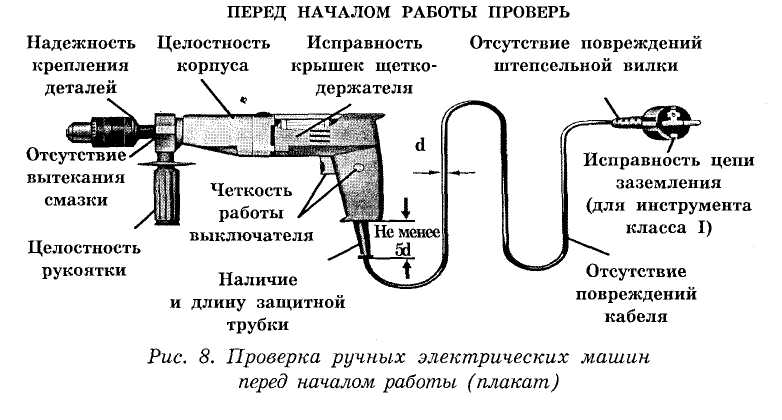 ПЕРЕД НАЧАЛОМ РАБОТЫ ПРОВЕРЬ
Надежность
крепления
деталей
Целостность
корпуса
Исправность
крышек щетко-
держателя
Отсутствие повреждений
штепсельной вилки
d
Отсутствие
вытекания
смазки
Четкость
работы
выключателя
Исправность цепи
заземления
(для инструмента
класса I)
Не менее
5d
Целостность
рукоятки
Наличие
и длину защитной
трубки
Отсутствие
повреждений
кабеля
Рис. 8. Проверка ручных электрических машин
перед началом работы (плакат)